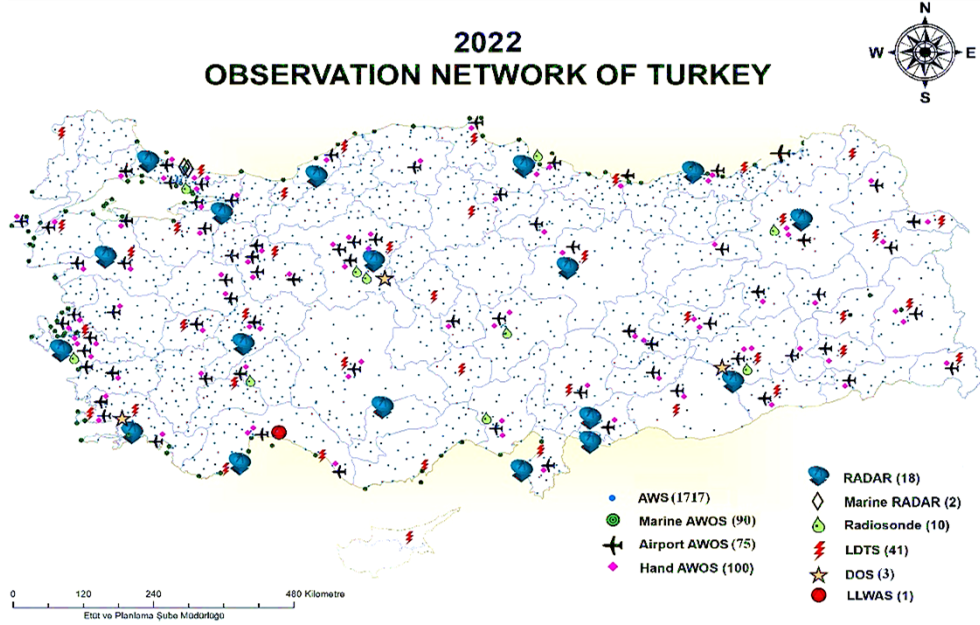 2022
OBSERVATION NETWORK OF TURKEY
N
W
E
S
AWS (1717)
Marine AWOS (90)
Airport AWOS (75)
Hand AWOS (100)
RADAR (18)
Marine RADAR (2)
Radiosonde (10)
LDTS (41)
DOS (3)
LLWAS (1)
0 120 240 480 Kilometre
Etüt ve Planlama Şube Müdürlüğü